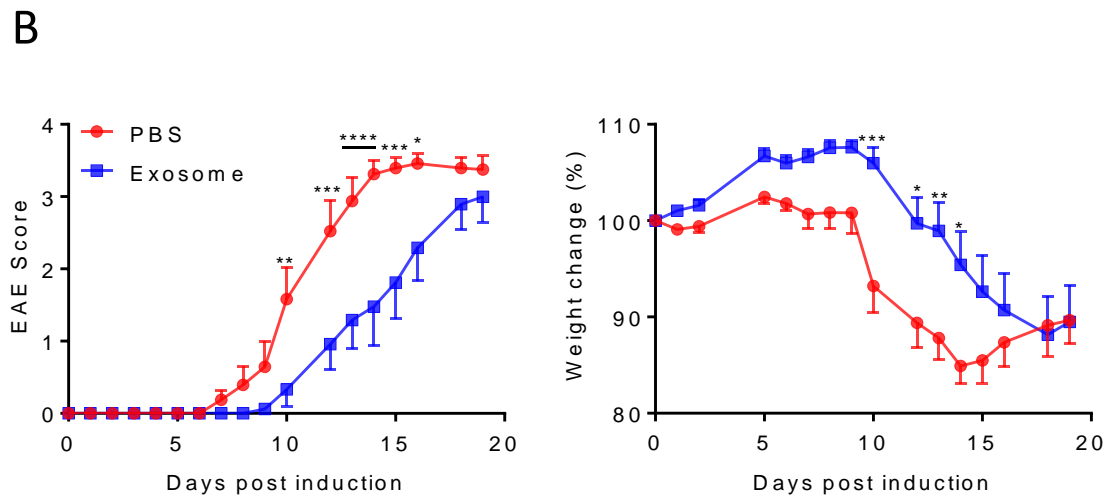 B
4
3
2
1
0
EAE Score
PBS
Exosome
**
***
****
***
*
0 5 10 15 20
Days post induction
110
100
90
80
Weight change (%)
***
*
**
*
0 5 10 15 20
Days post induction